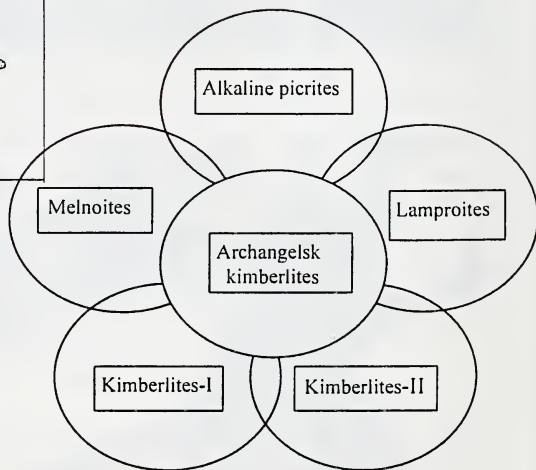 Alkaline picrites
Melnoites
Lamproites
Archangelsk
kimberlites
Kimberlites-I
Kimberlites-II